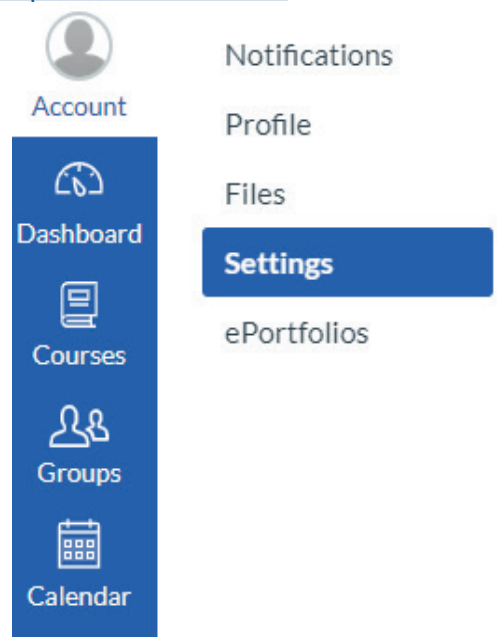 Account
Dashboard
Courses
Groups
Calendar
Notifications
Profile
Files
Settings
ePortfolios